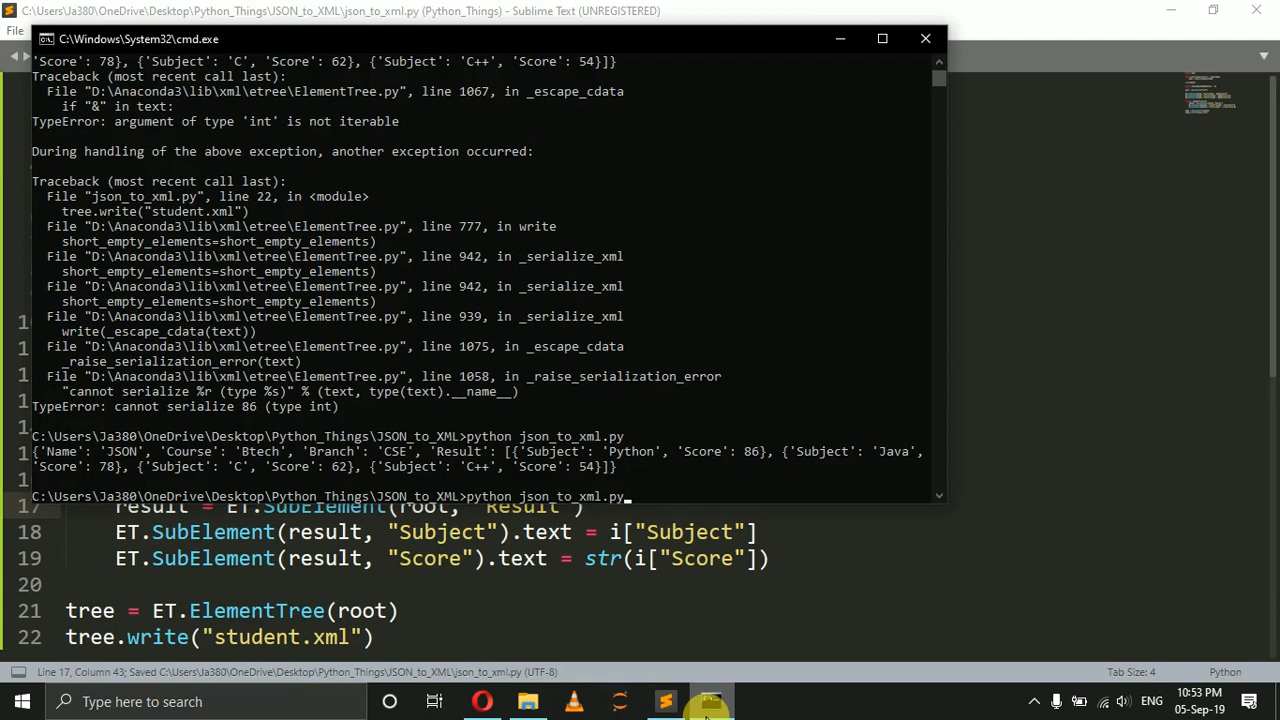 C:\Users\Ja380\OneDrive\Desktop\Python_Things\JSON_to_XML\json_to_xml.py (Python_Things) - Sublime Text (UNREGISTERED)
File
C:\Windows\System32\cmd.exe
'Score': 78}, {'Subject': 'C', 'Score': 62}, {'Subject': 'C++', 'Score': 54}]}
Traceback (most recent call last):
File "D:\Anaconda3\lib\xml\etree\ElementTree.py", line 1067, in _escape_cdata
if "&" in text:
TypeError: argument of type 'int' is not iterable
During handling of the above exception, another exception occurred:
Traceback (most recent call last):
File "json_to_xml.py", line 22, in <module>
tree.write("student.xml")
File "D:\Anaconda3\lib\xml\etree\ElementTree.py", line 777, in write
short_empty_elements=short_empty_elements)
File "D:\Anaconda3\lib\xml\etree\ElementTree.py", line 942, in _serialize_xml
short_empty_elements=short_empty_elements)
File "D:\Anaconda3\lib\xml\etree\ElementTree.py", line 942, in _serialize_xml
short_empty_elements=short_empty_elements)
File "D:\Anaconda3\lib\xml\etree\ElementTree.py", line 939, in _serialize_xml
write(_escape_cdata(text))
File "D:\Anaconda3\lib\xml\etree\ElementTree.py", line 1075, in _escape_cdata
_raise_serialization_error(text)
File "D:\Anaconda3\lib\xml\etree\ElementTree.py", line 1058, in _raise_serialization_error
"cannot serialize %r (type %s)" % (text, type(text).__name__)
TypeError: cannot serialize 86 (type int)
C:\Users\Ja380\OneDrive\Desktop\Python_Things\JSON_to_XML>python json_to_xml.py
{'Name': 'JSON', 'Course': 'Btech', 'Branch': 'CSE', 'Result': [{'Subject': 'Python', 'Score': 86}, {'Subject': 'Java',
'Score': 78}, {'Subject': 'C', 'Score': 62}, {'Subject': 'C++', 'Score': 54}]}
C:\Users\Ja380\OneDrive\Desktop\Python_Things\JSON_to_XML>python json_to_xml.py
17 result = ET.SubElement(root, "Result")
18 ET.SubElement(result, "Subject").text = i["Subject"]
19 ET.SubElement(result, "Score").text = str(i["Score"])
20
21 tree = ET.ElementTree(root)
22 tree.write("student.xml")
Line 17, Column 43; Saved C:\Users\Ja380\OneDrive\Desktop\Python_Things\JSON_to_XML\json_to_xml.py (UTF-8)
Tab Size: 4
Python
Type here to search
ENG
10:53 PM
05-Sep-19